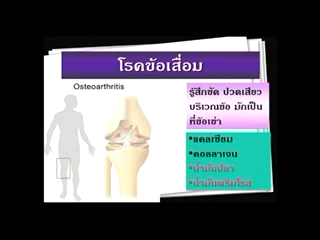 โรคข้อเสื่อม
Osteoarthritis
รู้สึกขัด ปวดเสียว
บริเวณข้อ มักเป็น
ที่ข้อเข่า
•แคลเซียม
•คอลลาเจน
•น้ำมันปลา
•น้ำมันพริมโรส